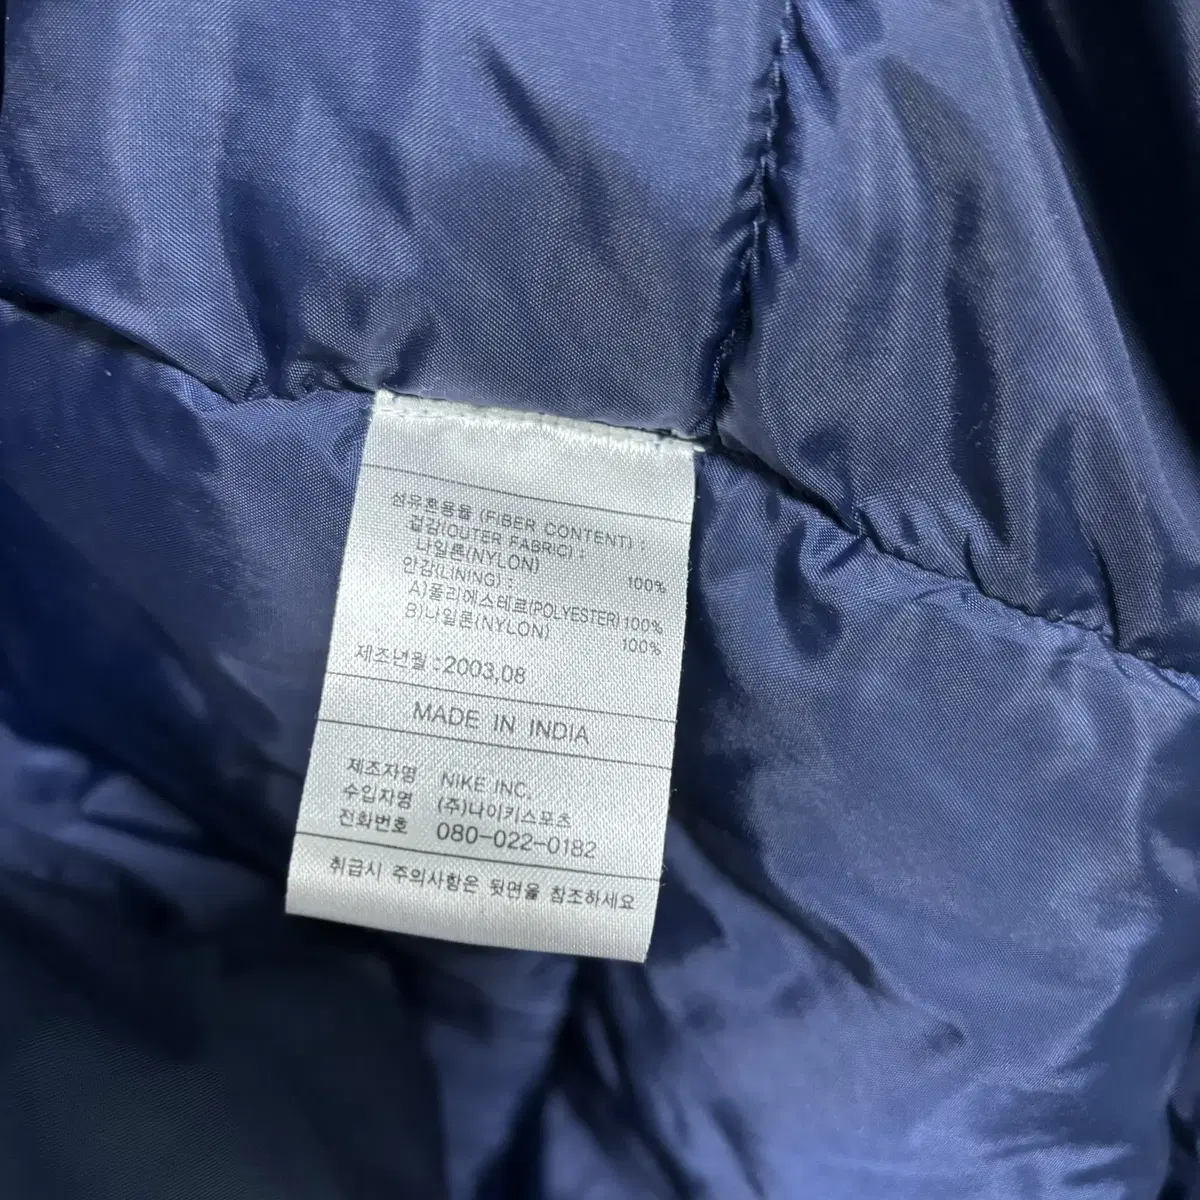 섬유혼용율 (FIBER CONTENT) :
겉감(OUTER FABRIC) :
나일론(NYLON) 100%
안감(LINING) :
A)폴리에스테르(POLYESTER) 100%
B)나일론(NYLON) 100%
제조년월 : 2003.08
MADE IN INDIA
제조자명 NIKE INC.
수입자명 (주)나이키스포츠
전화번호 080-022-0182
취급시 주의사항은 뒷면을 참조하세요